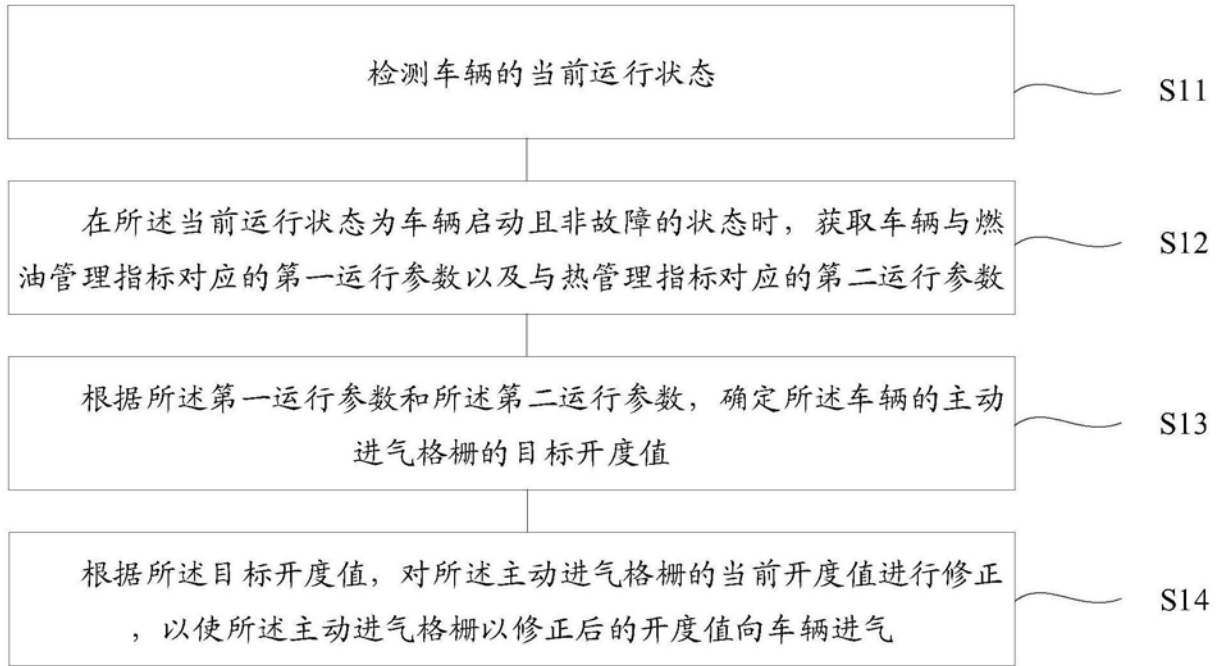 检测车辆的当前运行状态
S11
在所述当前运行状态为车辆启动且非故障的状态时，获取车辆与燃
油管理指标对应的第一运行参数以及与热管理指标对应的第二运行参数
S12
根据所述第一运行参数和所述第二运行参数，确定所述车辆的主动
进气格栅的目标开度值
S13
根据所述目标开度值，对所述主动进气格栅的当前开度值进行修正
，以使所述主动进气格栅以修正后的开度值向车辆进气
S14